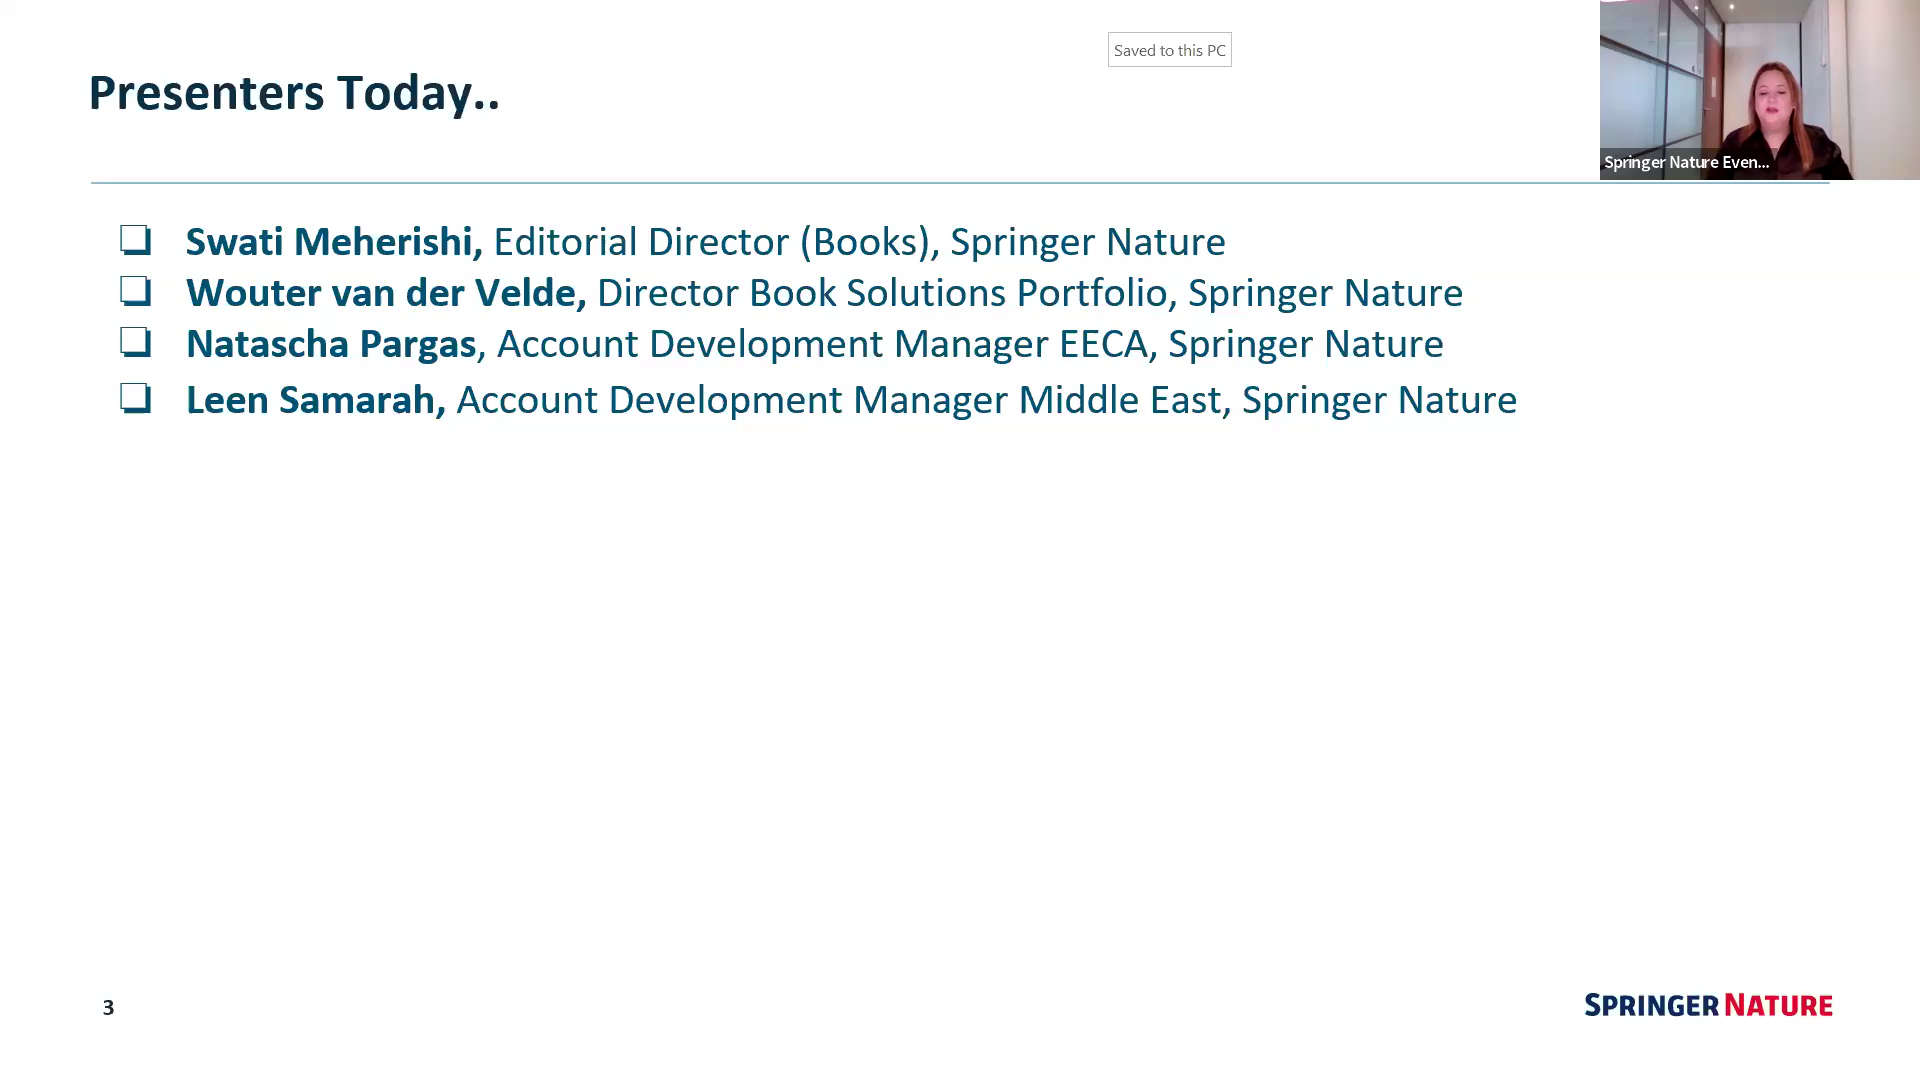 Saved to this PC
Presenters Today..
Springer Nature Even...
Swati Meherishi, Editorial Director (Books), Springer Nature
Wouter van der Velde, Director Book Solutions Portfolio, Springer Nature
Natascha Pargas, Account Development Manager EECA, Springer Nature
Leen Samarah, Account Development Manager Middle East, Springer Nature
3
SPRINGER NATURE